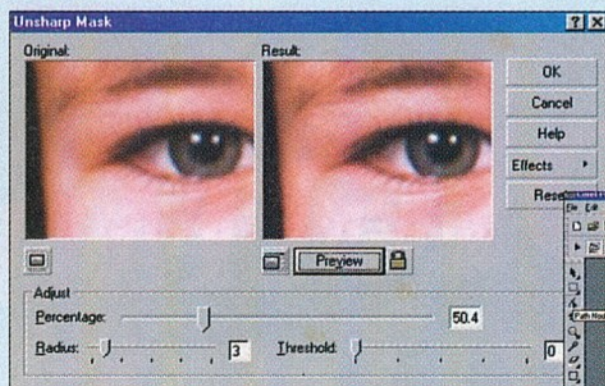 Unsharp Mask
Original: Result:
OK
Cancel
Help
Effects
Preview
Adjust
Percentage: 50.4
Radius: 3 Threshold: 0